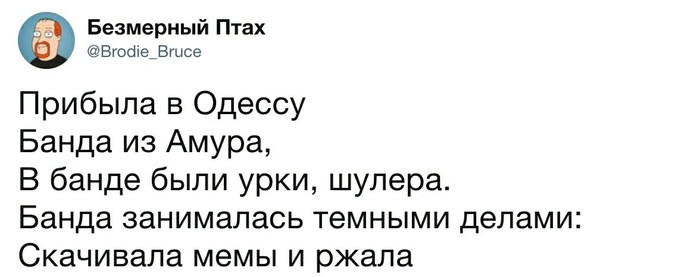 Безмерный Птах
@Brodie_Bruce
Прибыла в Одессу
Банда из Амура,
В банде были урки, шулера.
Банда занималась темными делами:
Скачивала мемы и ржала